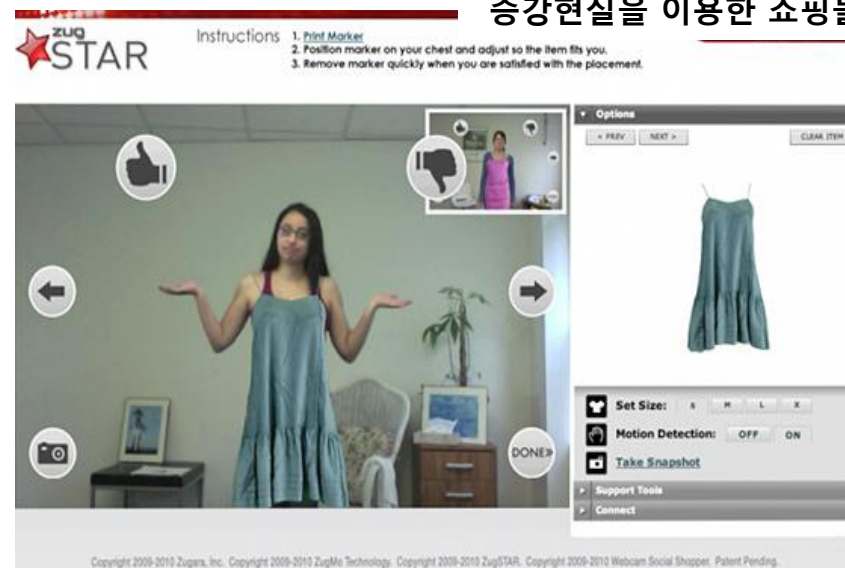 증강현실을 이용한 쇼핑몰
zug
STAR
Instructions
1. Print Marker
2. Position marker on your chest and adjust so the item fits you.
3. Remove marker quickly when you are satisfied with the placement.
Options
< PREV
NEXT >
CLEAR ITEM
DONE»
Set Size: S M L X
Motion Detection: OFF ON
Take Snapshot
Support Tools
Connect
Copyright 2009-2010 Zugara, Inc. Copyright 2009-2010 ZugMo Technology. Copyright 2009-2010 ZugSTAR. Copyright 2009-2010 Webcam Social Shopper. Patent Pending.